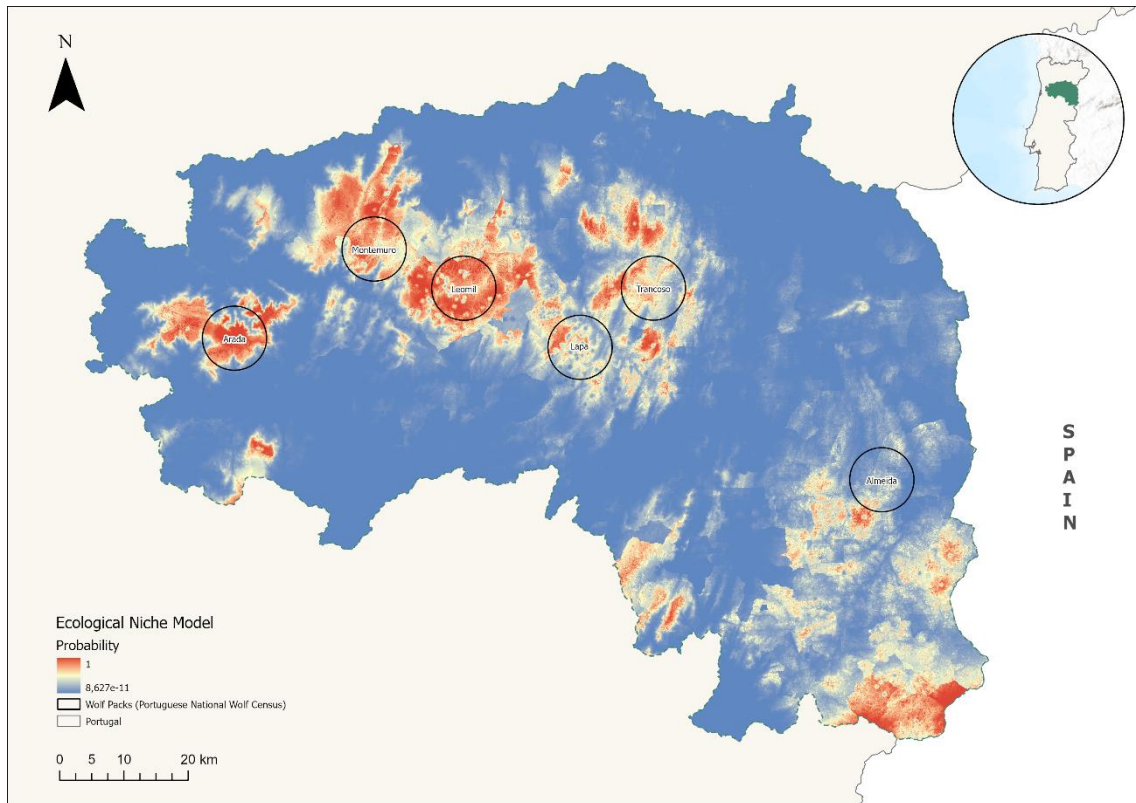 N
Montemuro
Leomil
Trancoso
Arada
Lapa
Almeida
S
P
A
I
N
Ecological Niche Model
Probability
1
8,627e-11
Wolf Packs (Portuguese National Wolf Census)
Portugal
0 5 10 20 km